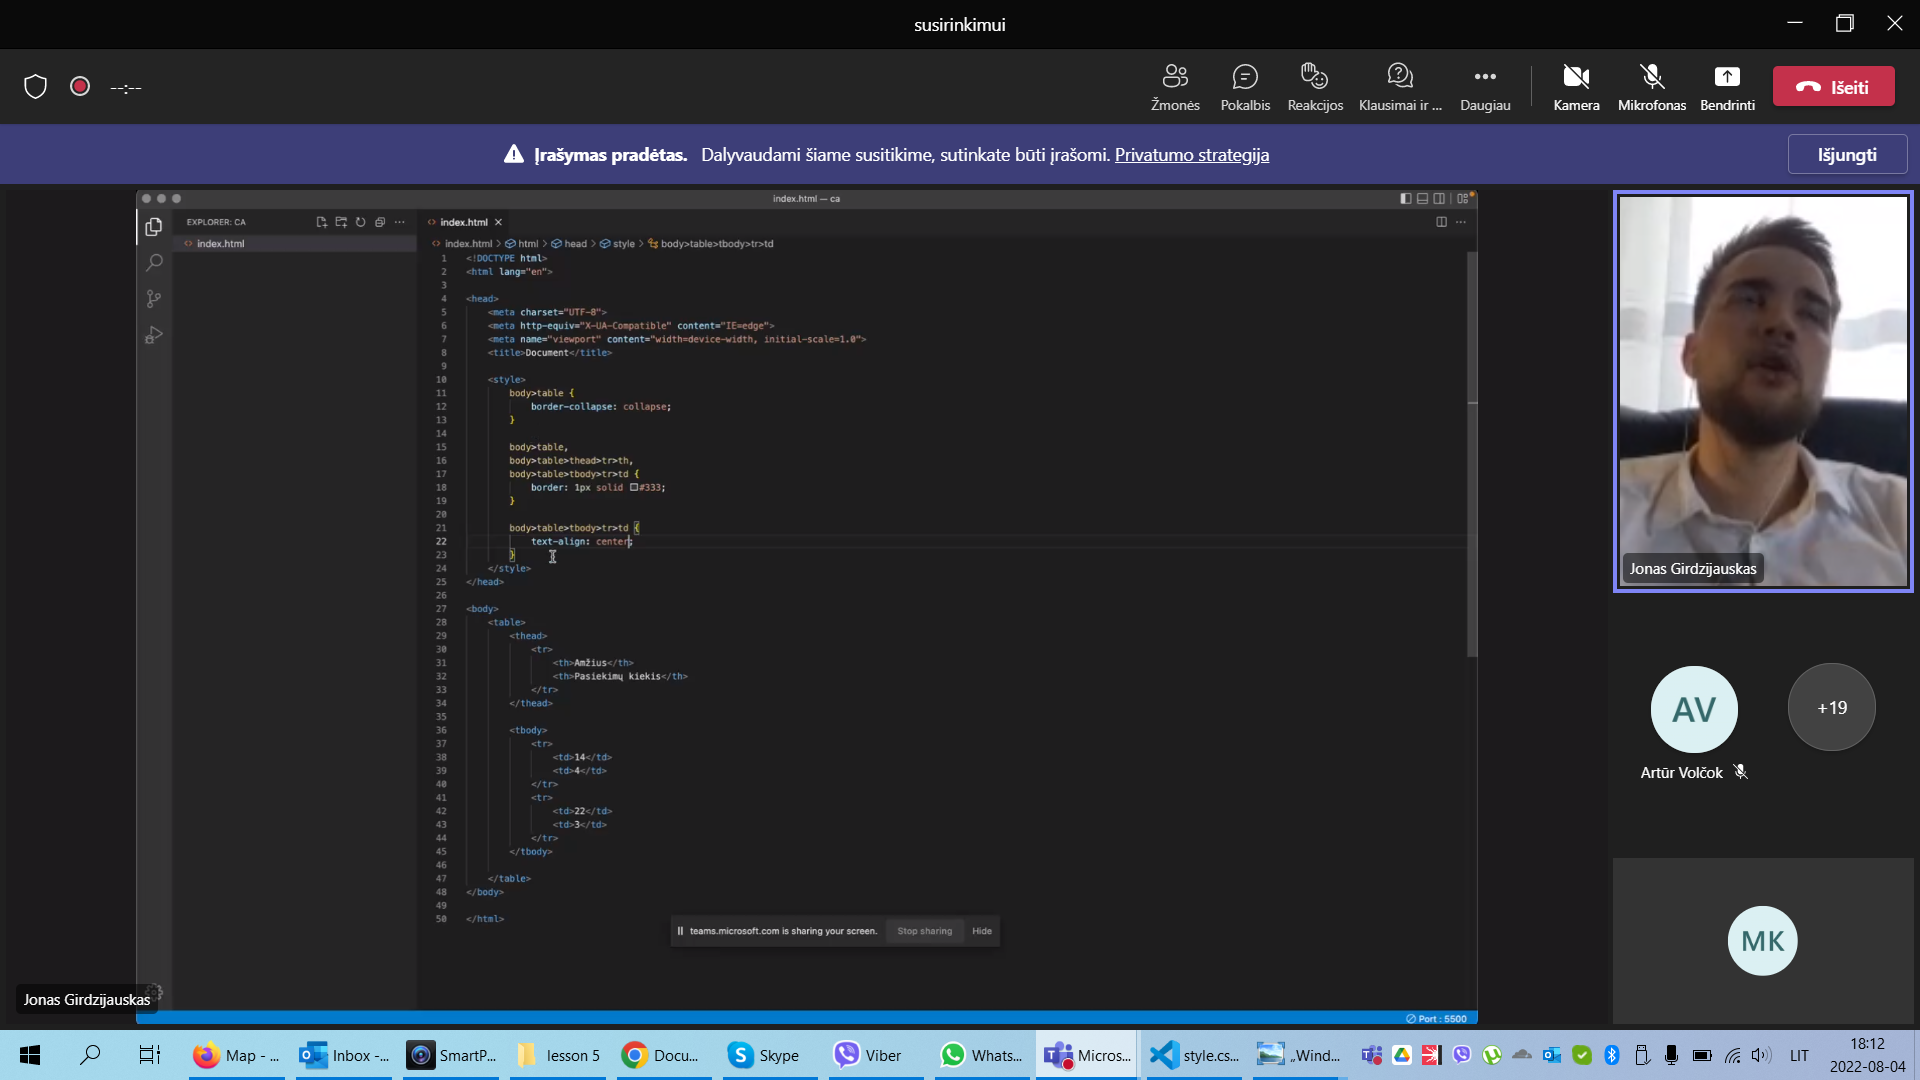 susirinkimui
--:--
Žmonės
Pokalbis
Reakcijos
Klausimai ir ...
Daugiau
Kamera
Mikrofonas
Bendrinti
Išeiti
Įrašymas pradėtas. Dalyvaudami šiame susitikime, sutinkate būti įrašomi. Privatumo strategija
Išjungti
index.html — ca
EXPLORER: CA
index.html
index.html
index.html > html > head > style > body>table>tbody>tr>td
1 <!DOCTYPE html>
2 <html lang="en">
3
4 <head>
5 <meta charset="UTF-8">
6 <meta http-equiv="X-UA-Compatible" content="IE=edge">
7 <meta name="viewport" content="width=device-width, initial-scale=1.0">
8 <title>Document</title>
9
10 <style>
11 body>table {
12 border-collapse: collapse;
13 }
14
15 body>table,
16 body>table>thead>tr>th,
17 body>table>tbody>tr>td {
18 border: 1px solid #333;
19 }
20
21 body>table>tbody>tr>td {
22 text-align: center;
23 }
24 </style>
25 </head>
26
27 <body>
28 <table>
29 <thead>
30 <tr>
31 <th>Amžius</th>
32 <th>Pasiekimų kiekis</th>
33 </tr>
34 </thead>
35
36 <tbody>
37 <tr>
38 <td>14</td>
39 <td>4</td>
40 </tr>
41 <tr>
42 <td>22</td>
43 <td>3</td>
44 </tr>
45 </tbody>
46
47 </table>
48 </body>
49
50 </html>
teams.microsoft.com is sharing your screen.
Stop sharing
Hide
Port : 5500
Jonas Girdzijauskas
Jonas Girdzijauskas
AV
+19
Artūr Volčok
MK
Map - ...
Inbox -...
SmartP...
lesson 5
Docu...
Skype
Viber
Whats...
Micros...
style.cs...
„Wind...
LIT
18:12
2022-08-04